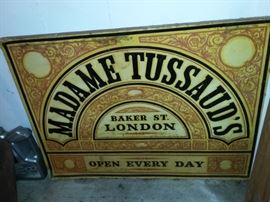 MADAME TUSSAUD'S
BAKER ST.
LONDON
OPEN EVERY DAY